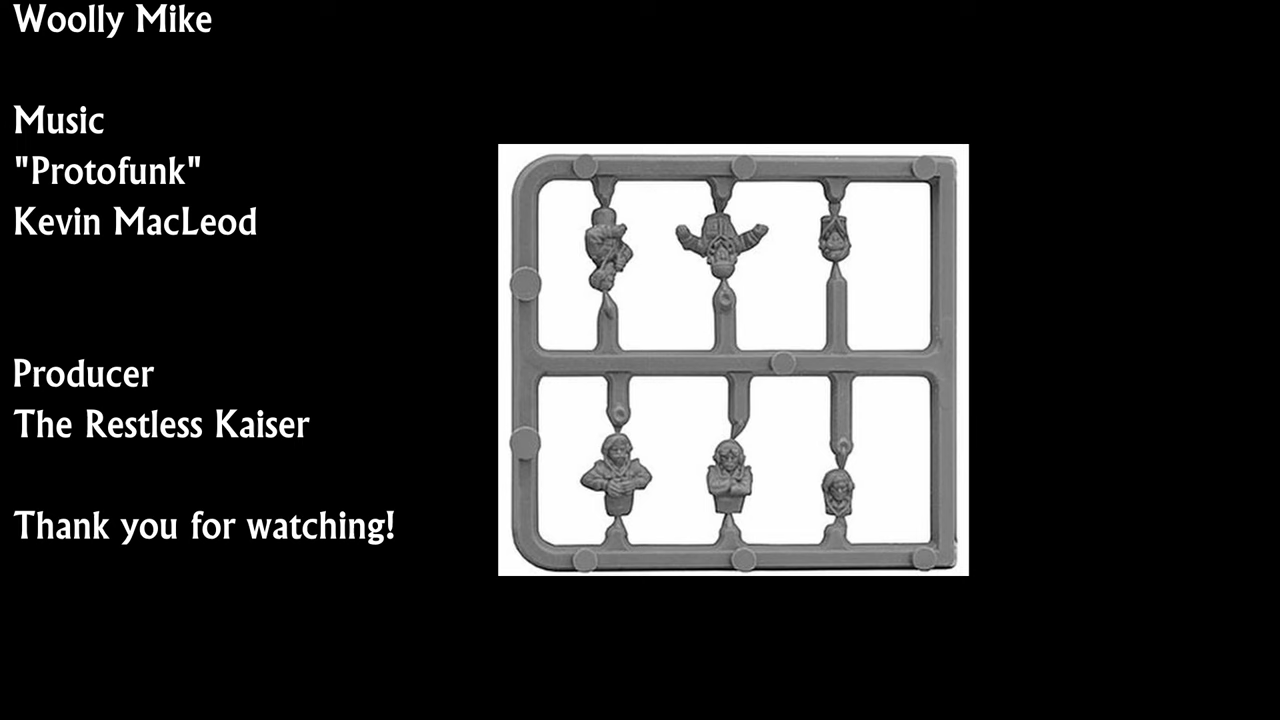 Woolly Mike
Music
"Protofunk"
Kevin MacLeod
Producer
The Restless Kaiser
Thank you for watching!